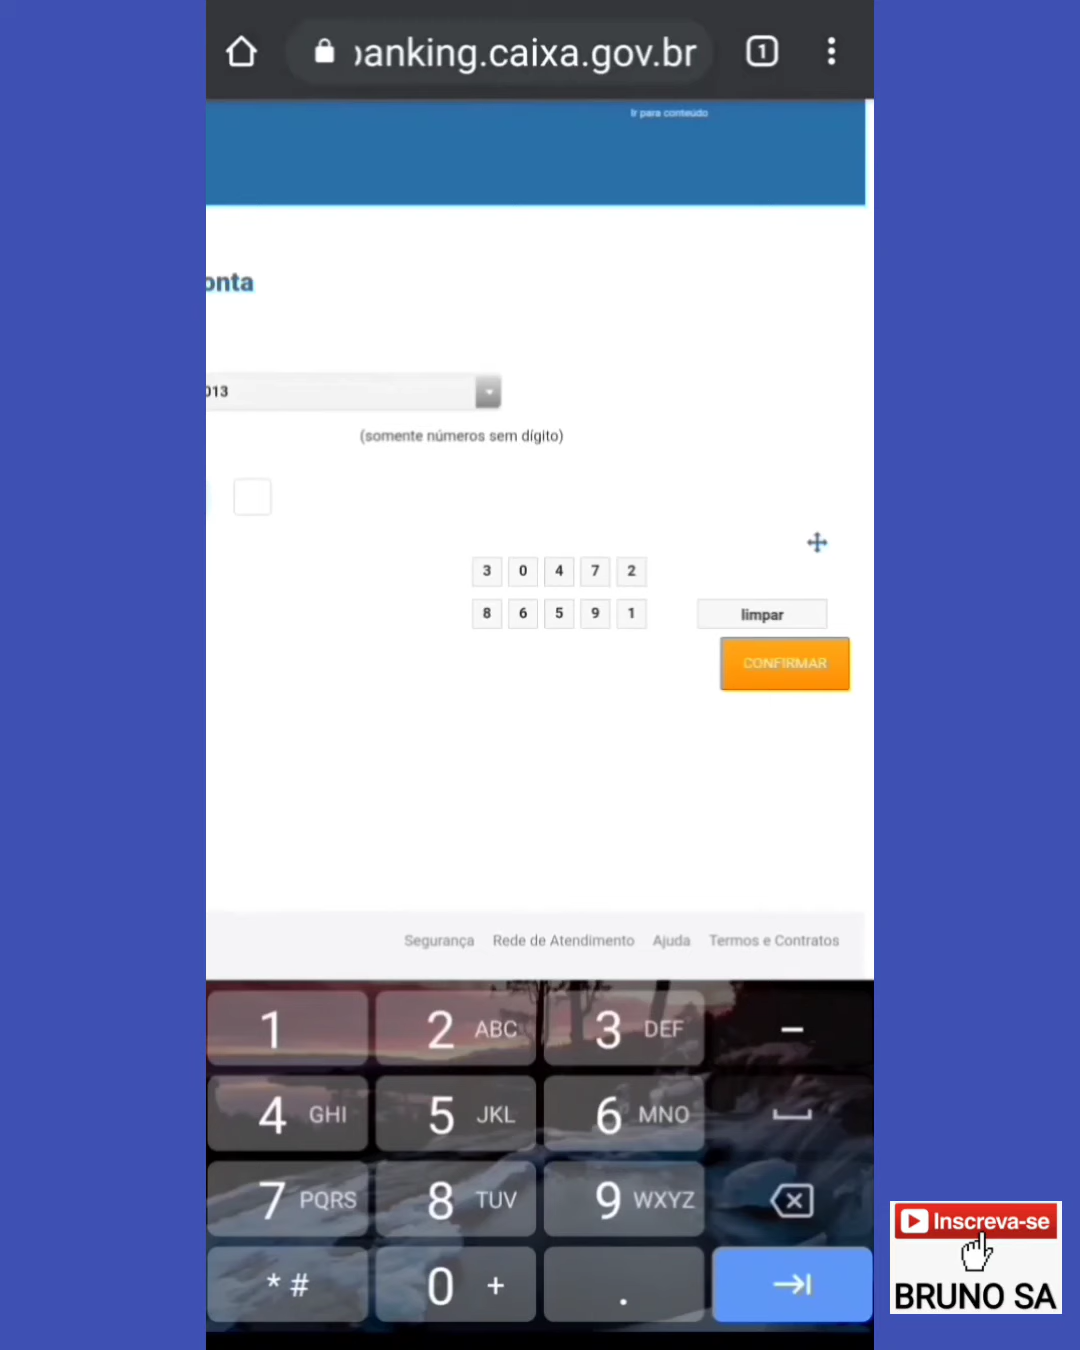 banking.caixa.gov.br
1
Ir para conteúdo
onta
013
(somente números sem dígito)
3 0 4 7 2
8 6 5 9 1
limpar
CONFIRMAR
Segurança Rede de Atendimento Ajuda Termos e Contratos
1 2 ABC 3 DEF –
4 GHI 5 JKL 6 MNO
7 PQRS 8 TUV 9 WXYZ
* # 0 + .
Inscreva-se
BRUNO SA